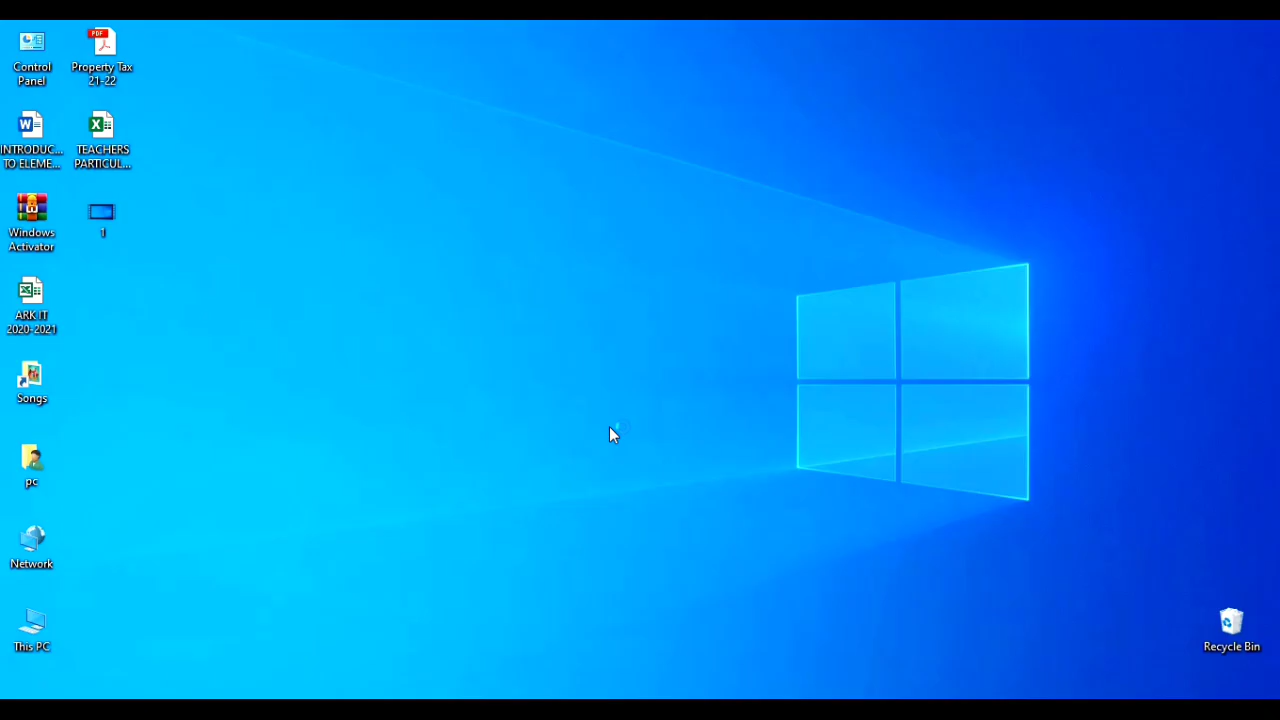 Control
Panel
PDF
Property Tax
21-22
W
INTRODUC...
TO ELEME...
X
TEACHERS
PARTICUL...
Windows
Activator
1
X
ARK IT
2020-2021
Songs
pc
Network
This PC
Recycle Bin